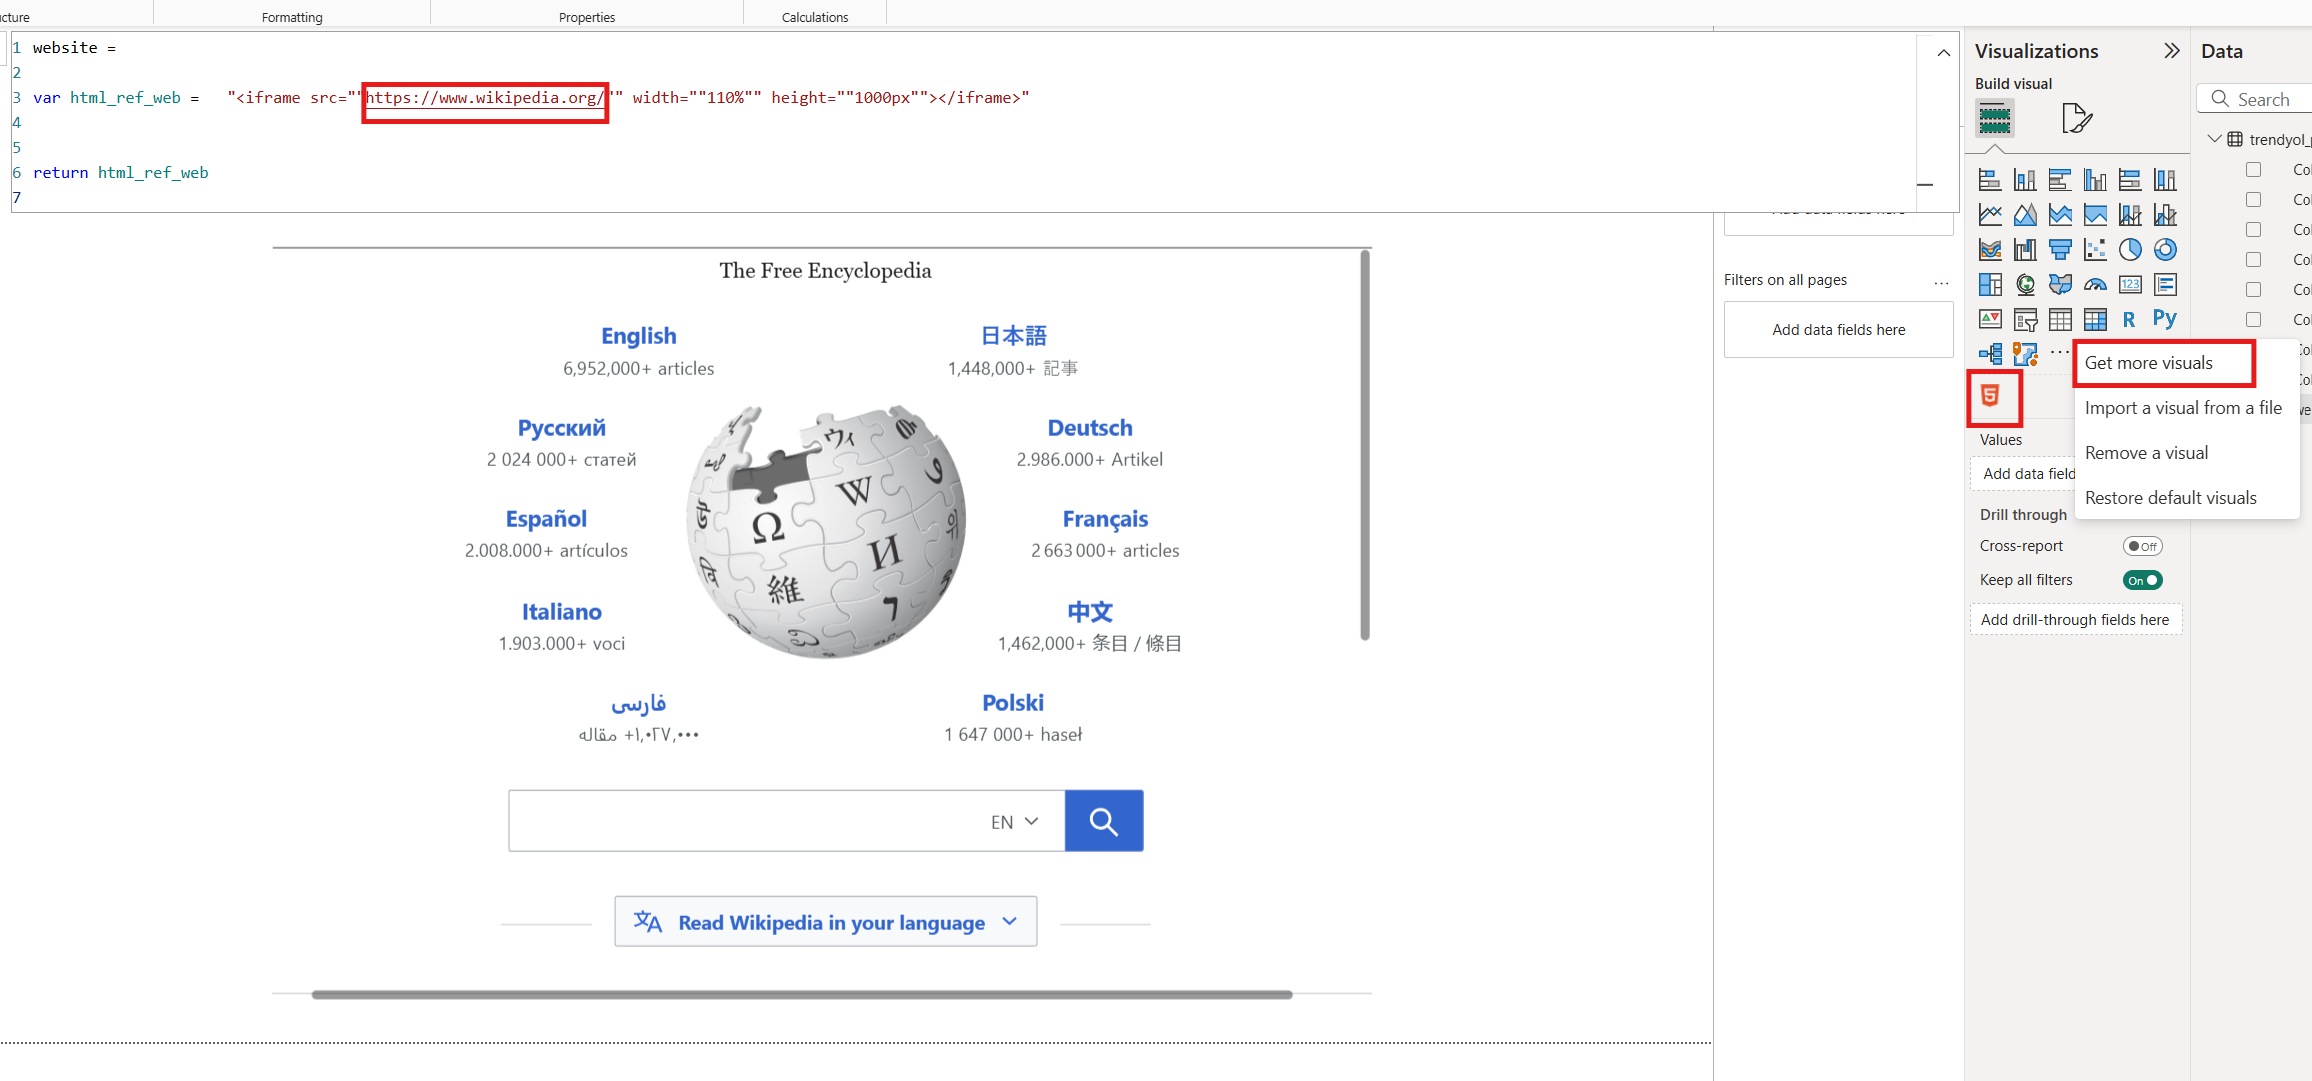 Formatting
Properties
Calculations
1 website =
2
3 var html_ref_web = "<iframe src=""https://www.wikipedia.org/"" width=""110%"" height=""1000px""></iframe>"
4
5
6 return html_ref_web
7
The Free Encyclopedia
English
6,952,000+ articles
日本語
1,448,000+ 記事
Русский
2 024 000+ статей
Deutsch
2.986.000+ Artikel
Español
2.008.000+ artículos
Français
2 663 000+ articles
Italiano
1.903.000+ voci
中文
1,462,000+ 条目 / 條目
فارسی
۱,۰۲۷,۰۰۰+ مقاله
Polski
1 647 000+ haseł
EN
Read Wikipedia in your language
Filters on all pages
...
Add data fields here
Visualizations
Build visual
123
R
Py
...
Get more visuals
Import a visual from a file
Remove a visual
Restore default visuals
Values
Add data field
Drill through
Cross-report
Off
Keep all filters
On
Add drill-through fields here
Data
Search
trendyol_